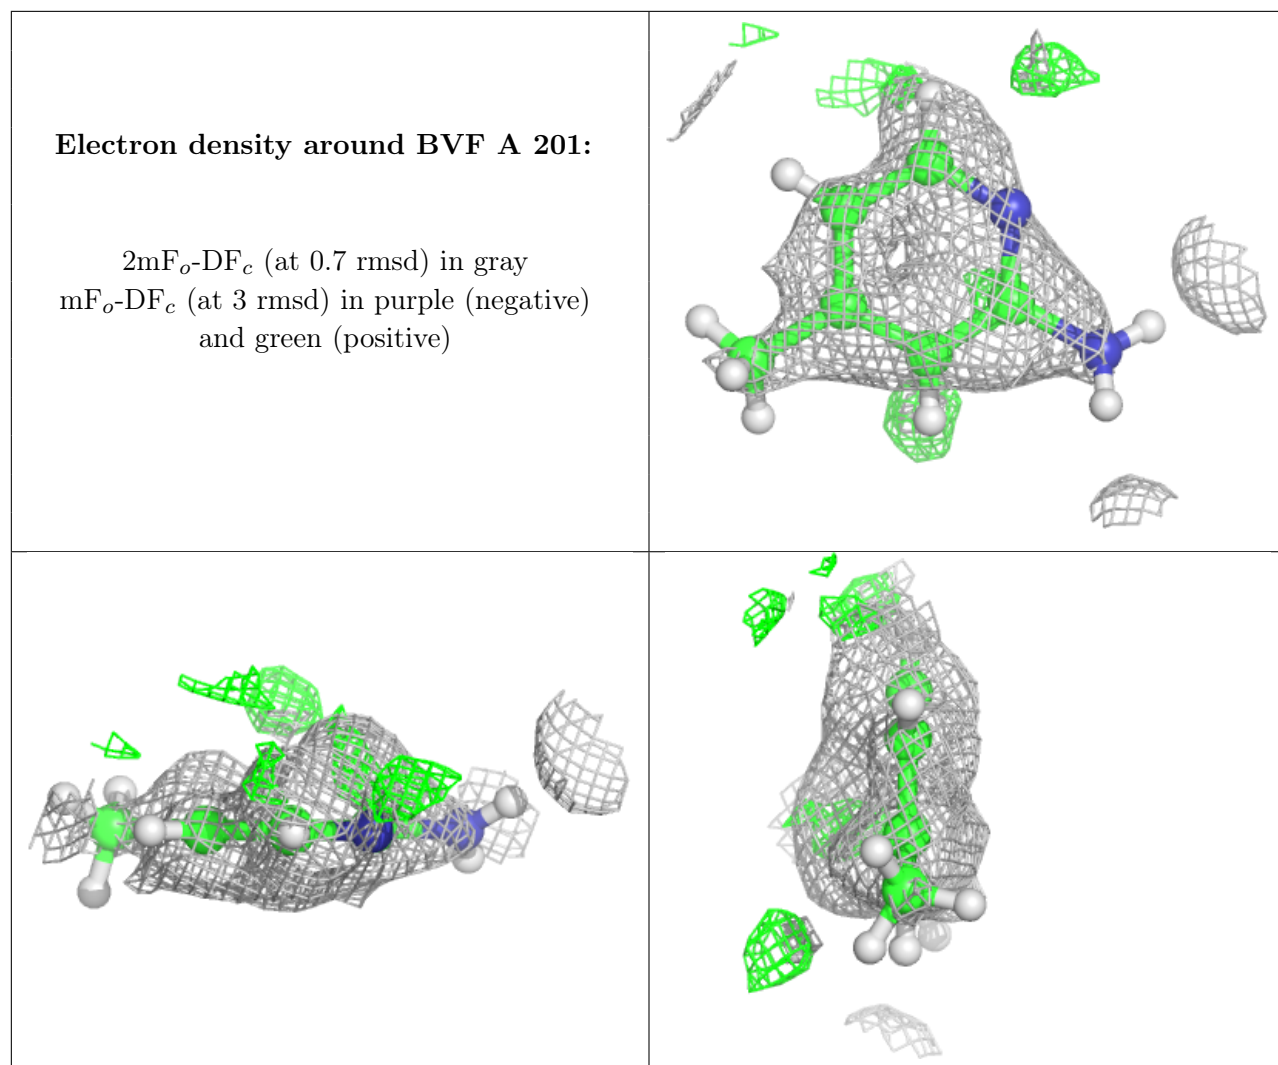 Electron density around BVF A 201:
2mFₒ-DF𝒸 (at 0.7 rmsd) in gray
mFₒ-DF𝒸 (at 3 rmsd) in purple (negative)
and green (positive)